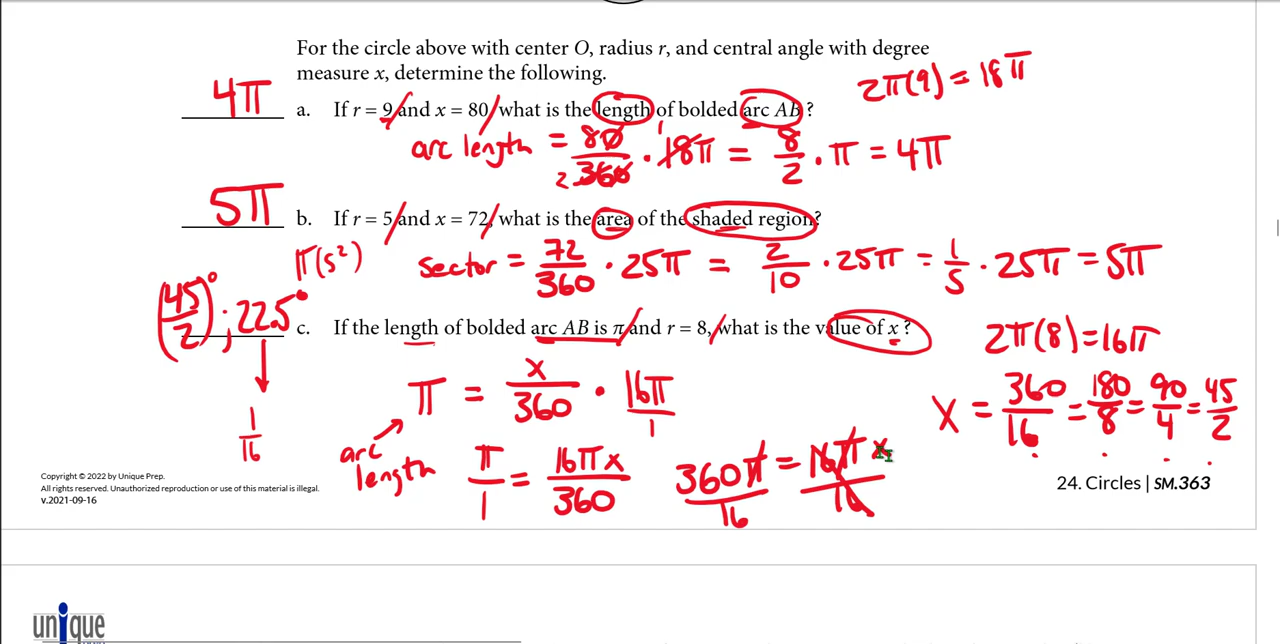 For the circle above with center O, radius r, and central angle with degree
measure x, determine the following.
2π(9) = 18π
4π
a. If r = 9 and x = 80, what is the length of bolded arc AB?
arc length = 80/360 · 18π = 8/2 · π = 4π
2
1
5π
b. If r = 5 and x = 72, what is the area of the shaded region?
π(5²)
sector = 72/360 · 25π = 2/10 · 25π = 1/5 · 25π = 5π
(45/2)° ; 22.5°
c. If the length of bolded arc AB is π and r = 8, what is the value of x?
2π(8)=16π
π = x/360 · 16π/1
x = 360/16 = 180/8 = 90/4 = 45/2
1/16
arc length
π/1 = 16πx/360
360π/16 = 16πx/16
Copyright © 2022 by Unique Prep.
All rights reserved. Unauthorized reproduction or use of this material is illegal.
v.2021-09-16
24. Circles | SM.363
unique